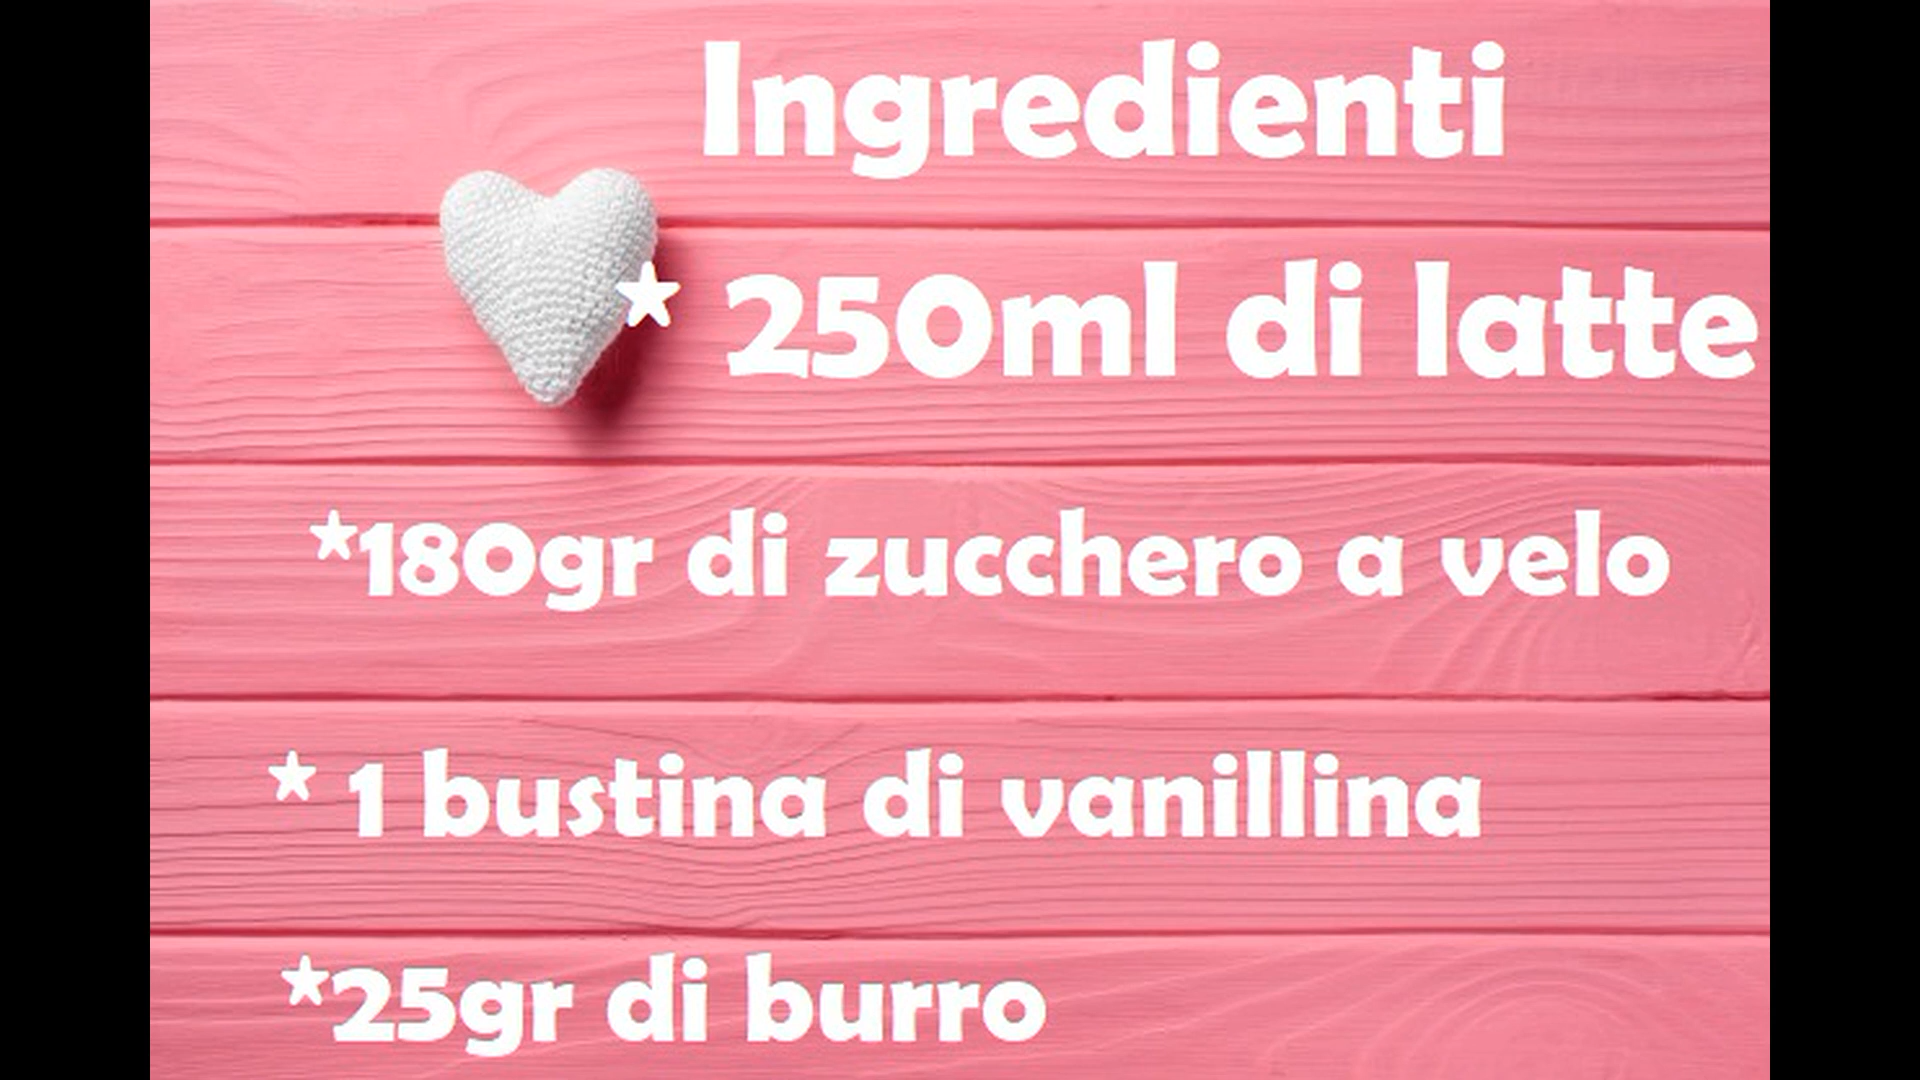 Ingredienti
* 250ml di latte
*180gr di zucchero a velo
* 1 bustina di vanillina
*25gr di burro